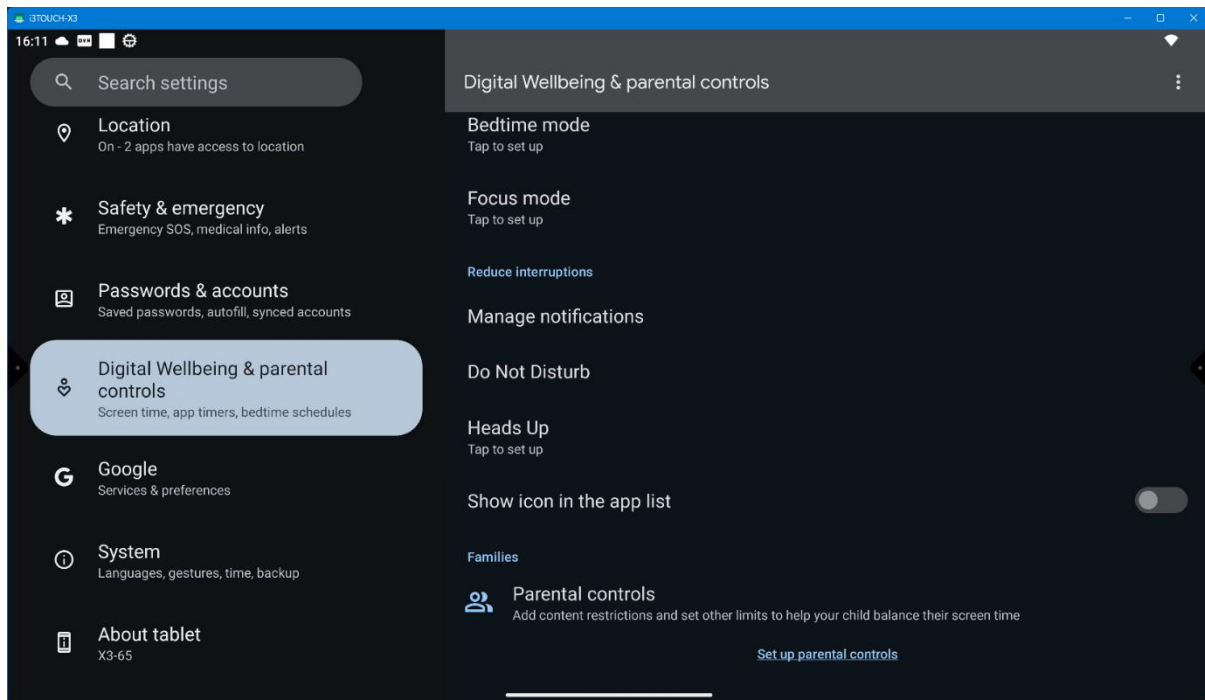 i3TOUCH-X3
16:11
Search settings
Location
On - 2 apps have access to location
Safety & emergency
Emergency SOS, medical info, alerts
Passwords & accounts
Saved passwords, autofill, synced accounts
Digital Wellbeing & parental
controls
Screen time, app timers, bedtime schedules
G
Google
Services & preferences
System
Languages, gestures, time, backup
About tablet
X3-65
Digital Wellbeing & parental controls
Bedtime mode
Tap to set up
Focus mode
Tap to set up
Reduce interruptions
Manage notifications
Do Not Disturb
Heads Up
Tap to set up
Show icon in the app list
Families
Parental controls
Add content restrictions and set other limits to help your child balance their screen time
Set up parental controls